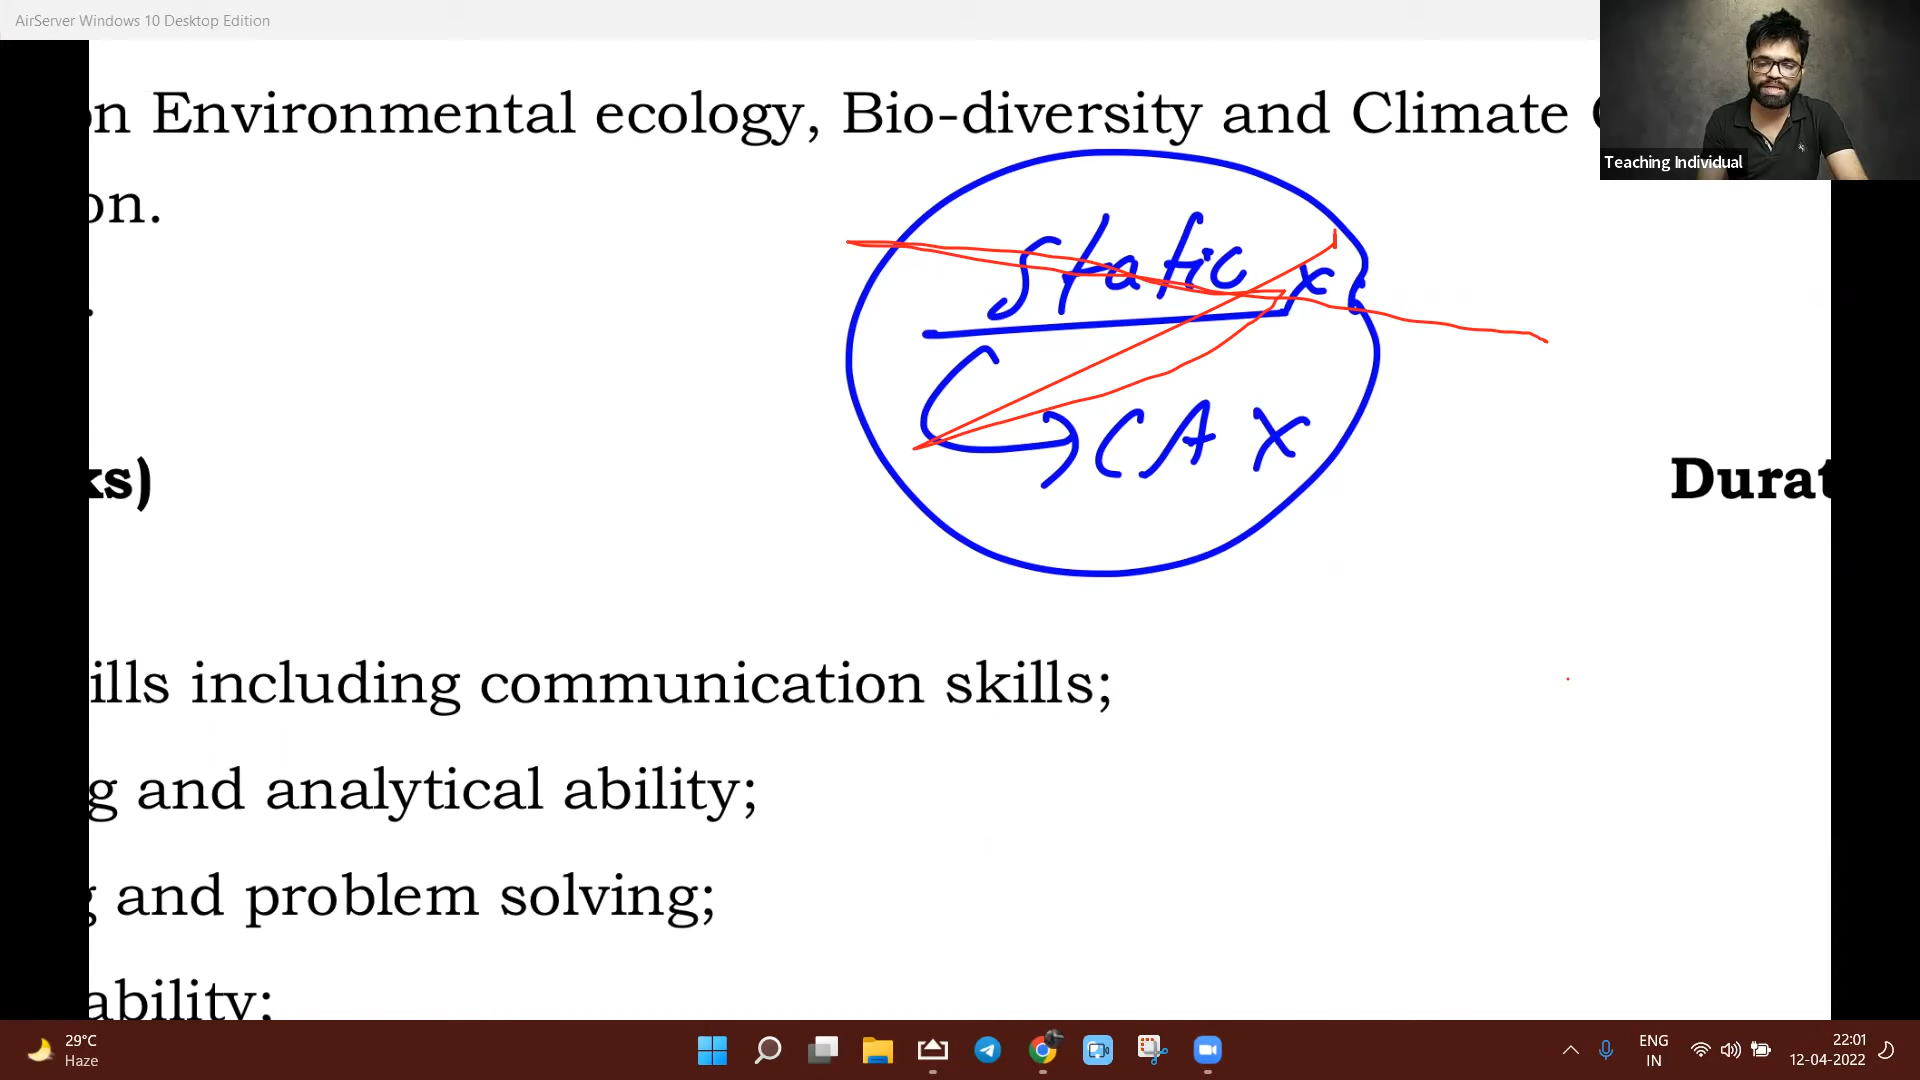 AirServer Windows 10 Desktop Edition
on Environmental ecology, Bio-diversity and Climate
Teaching Individual
on.
Static x
CA X
ks)
Durat
ills including communication skills;
g and analytical ability;
g and problem solving;
ability;
29°C
Haze
ENG
IN
22:01
12-04-2022